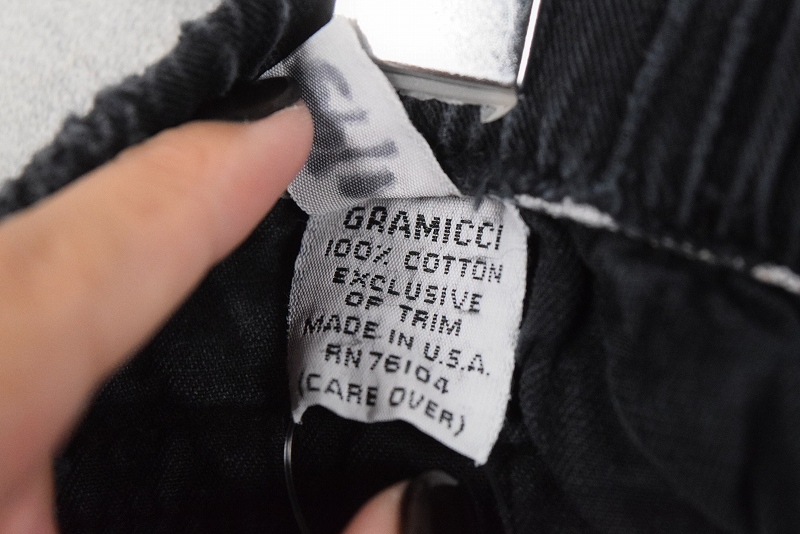 GRAMICCI
100% COTTON
EXCLUSIVE
OF TRIM
MADE IN U.S.A.
RN76104
(CARE OVER)